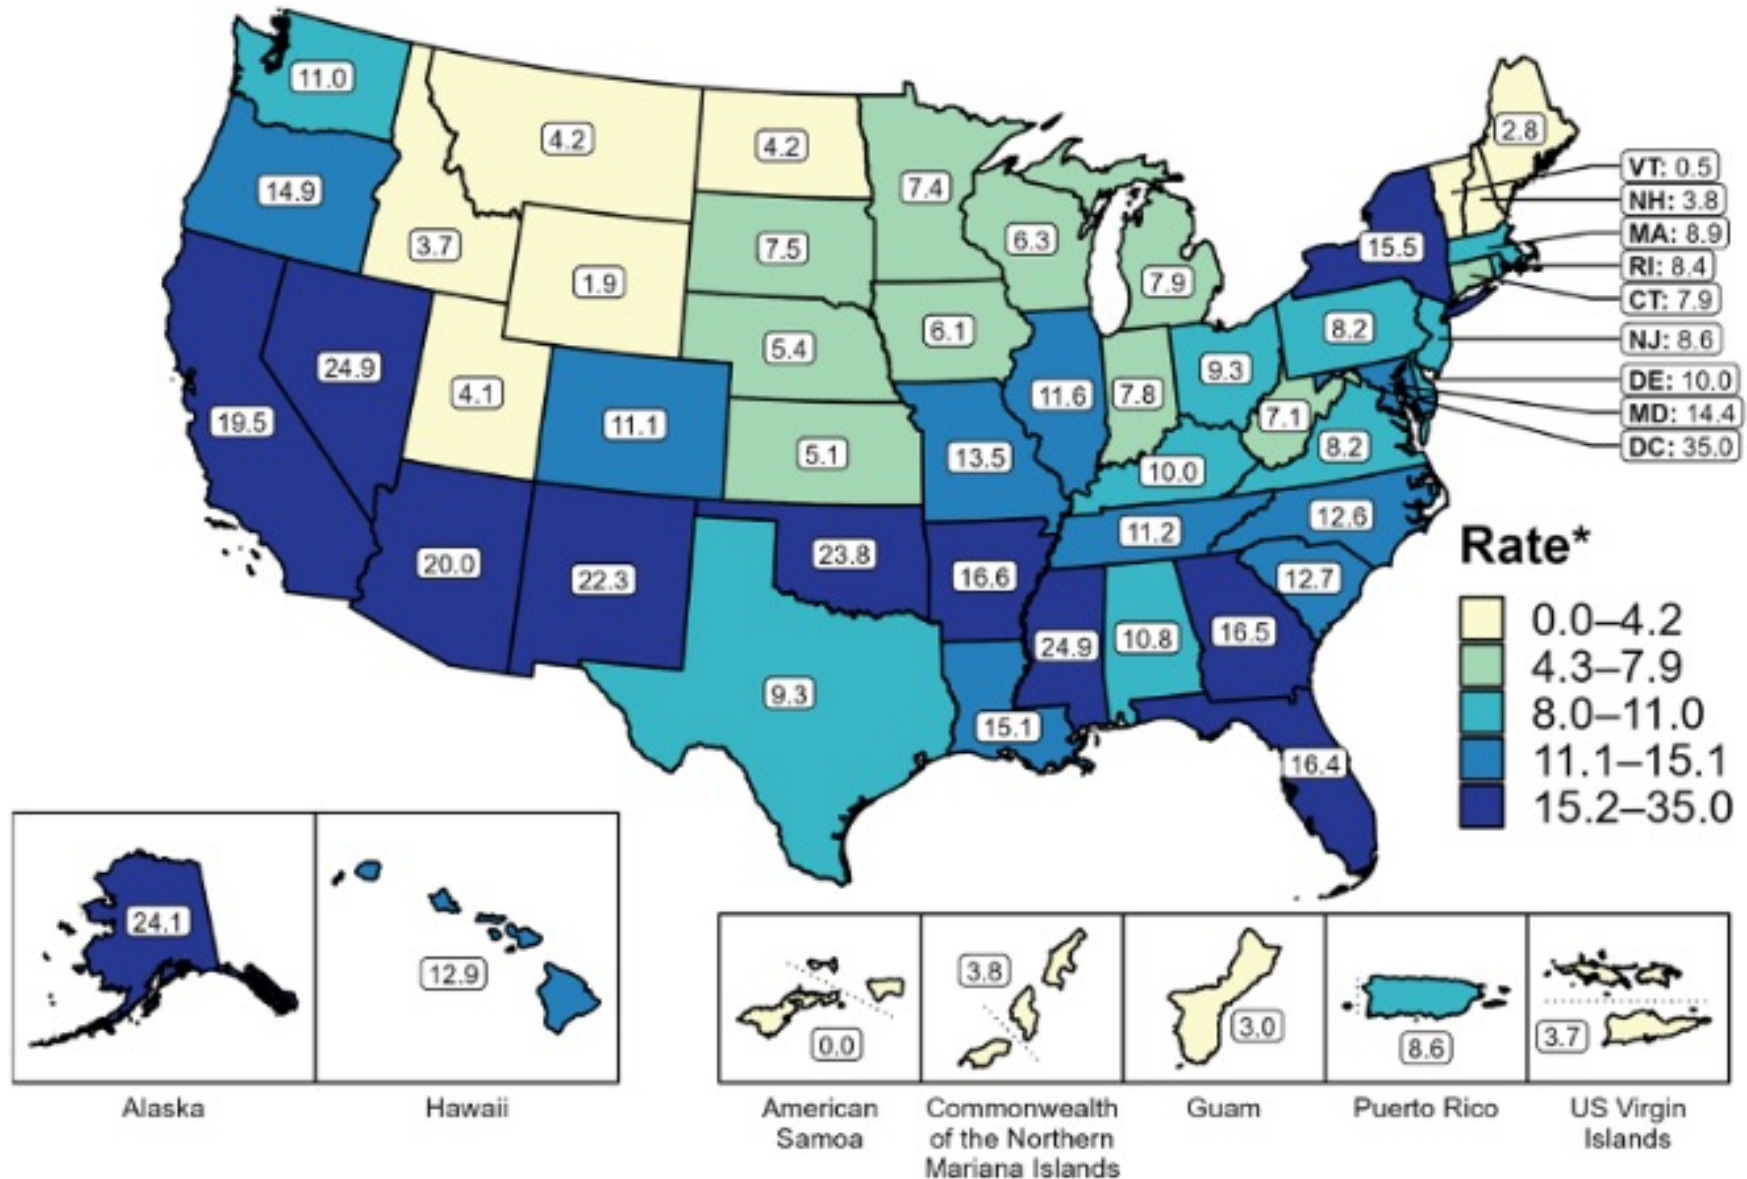 11.0
4.2
4.2
2.8
7.4
VT: 0.5
14.9
NH: 3.8
3.7
7.5
6.3
15.5
MA: 8.9
1.9
7.9
RI: 8.4
CT: 7.9
6.1
8.2
NJ: 8.6
5.4
24.9
9.3
4.1
11.6
7.8
DE: 10.0
19.5
11.1
7.1
MD: 14.4
5.1
13.5
8.2
DC: 35.0
10.0
12.6
11.2
Rate*
23.8
20.0
22.3
16.6
12.7
0.0–4.2
24.9
10.8
16.5
4.3–7.9
9.3
15.1
8.0–11.0
16.4
11.1–15.1
15.2–35.0
24.1
12.9
0.0
3.8
3.0
8.6
3.7
Alaska
Hawaii
American
Samoa
Commonwealth
of the Northern
Mariana Islands
Guam
Puerto Rico
US Virgin
Islands